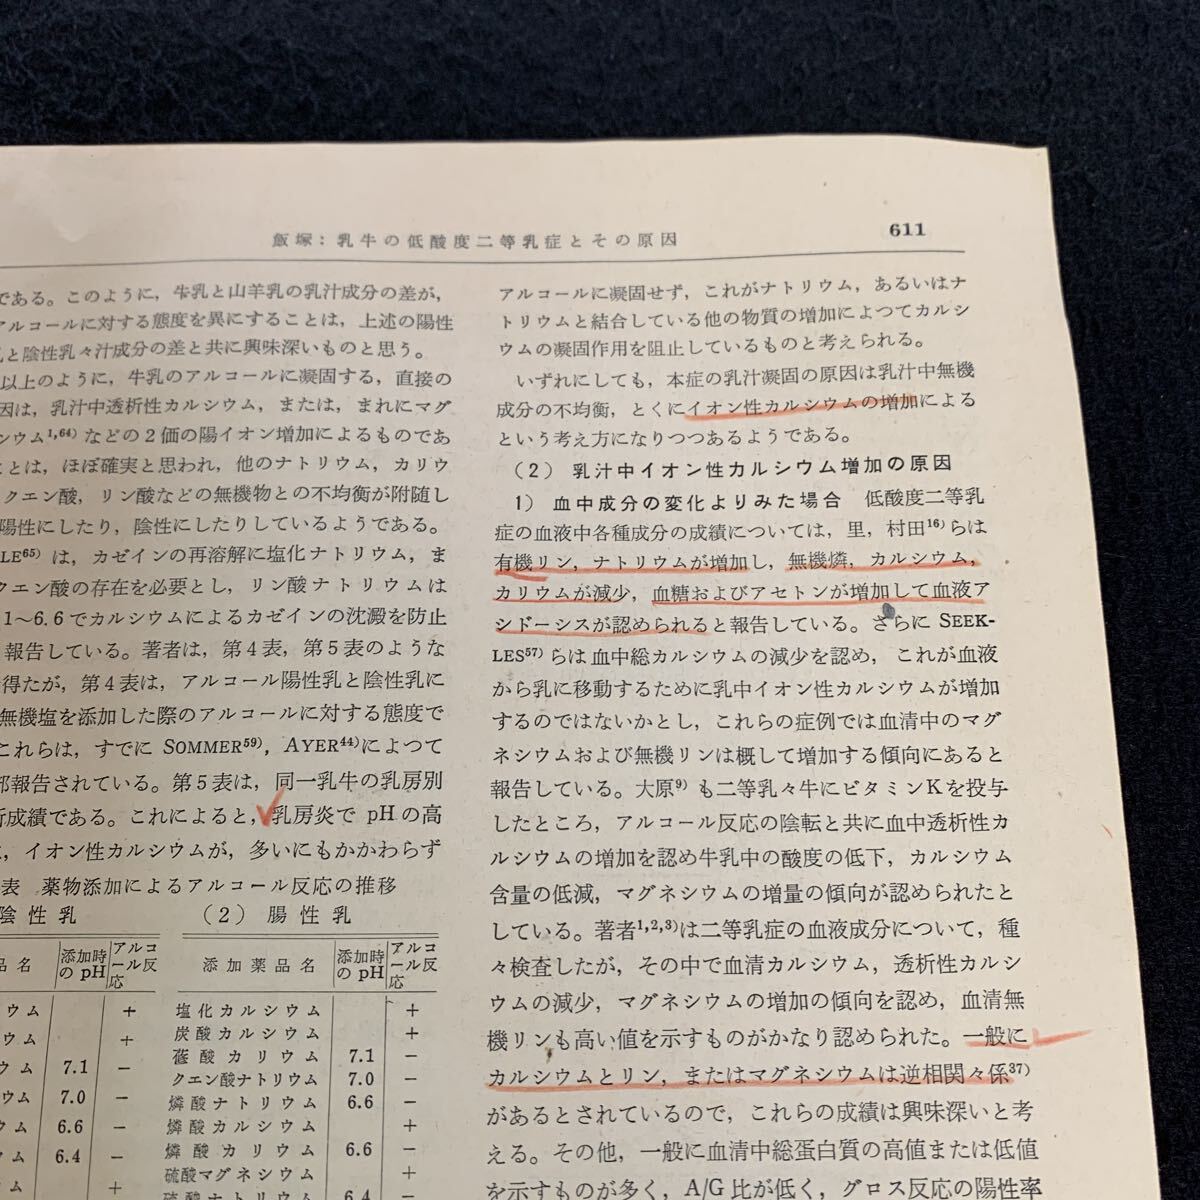 飯塚：乳牛の低酸度二等乳症とその原因
611
である。このように，牛乳と山羊乳の乳汁成分の差が，
アルコールに対する態度を異にすることは，上述の陽性
乳と陰性乳々汁成分の差と共に興味深いものと思う。
以上のように，牛乳のアルコールに凝固する，直接の
因は，乳汁中透析性カルシウム，または，まれにマグ
シウム1,64)などの2価の陽イオン増加によるものであ
ことは，ほぼ確実と思われ，他のナトリウム，カリウ
クエン酸，リン酸などの無機物との不均衡が附随し
陽性にしたり，陰性にしたりしているようである。
LE65)は，カゼインの再溶解に塩化ナトリウム，ま
クエン酸の存在を必要とし，リン酸ナトリウムは
1～6.6でカルシウムによるカゼインの沈澱を防止
報告している。著者は，第4表，第5表のような
得たが，第4表は，アルコール陽性乳と陰性乳に
無機塩を添加した際のアルコールに対する態度で
これらは，すでに SOMMER59)，AYER44)によつて
部報告されている。第5表は，同一乳牛の乳房別
析成績である。これによると，乳房炎で pHの高
，イオン性カルシウムが，多いにもかかわらず
表 薬物添加によるアルコール反応の推移
陰性乳
（2） 腸性乳
品名
添加時の pH
アルコール反応
添加薬品名
添加時の pH
アルコール反応
ウム +
塩化カルシウム +
ウム +
炭酸カルシウム +
ウム 7.1 −
蓚酸カリウム 7.1 −
ウム 7.0 −
クエン酸ナトリウム 7.0 −
燐酸ナトリウム 6.6 −
ウム 6.6 −
燐酸カルシウム +
ム 6.4 −
燐酸カリウム 6.6 −
ム +
硫酸マグネシウム +
硫酸ナトリウム 6.4 −
アルコールに凝固せず，これがナトリウム，あるいはナ
トリウムと結合している他の物質の増加によつてカルシ
ウムの凝固作用を阻止しているものと考えられる。
いずれにしても，本症の乳汁凝固の原因は乳汁中無機
成分の不均衡，とくにイオン性カルシウムの増加による
という考え方になりつつあるようである。
（2） 乳汁中イオン性カルシウム増加の原因
1） 血中成分の変化よりみた場合 低酸度二等乳
症の血液中各種成分の成績については，里，村田16)らは
有機リン，ナトリウムが増加し，無機燐，カルシウム，
カリウムが減少，血糖およびアセトンが増加して血液ア
シドーシスが認められると報告している。さらに SEEK-
LES57)らは血中総カルシウムの減少を認め，これが血液
から乳に移動するために乳中イオン性カルシウムが増加
するのではないかとし，これらの症例では血清中のマグ
ネシウムおよび無機リンは概して増加する傾向にあると
報告している。大原9)も二等乳々牛にビタミンKを投与
したところ，アルコール反応の陰転と共に血中透析性カ
ルシウムの増加を認め牛乳中の酸度の低下，カルシウム
含量の低減，マグネシウムの増量の傾向が認められたと
している。著者1,2,3)は二等乳症の血液成分について，種
々検査したが，その中で血清カルシウム，透析性カルシ
ウムの減少，マグネシウムの増加の傾向を認め，血清無
機リンも高い値を示すものがかなり認められた。一般に
カルシウムとリン，またはマグネシウムは逆相関々係37)
があるとされているので，これらの成績は興味深いと考
える。その他，一般に血清中総蛋白質の高値または低値
を示すものが多く，A/G 比が低く，グロス反応の陽性率